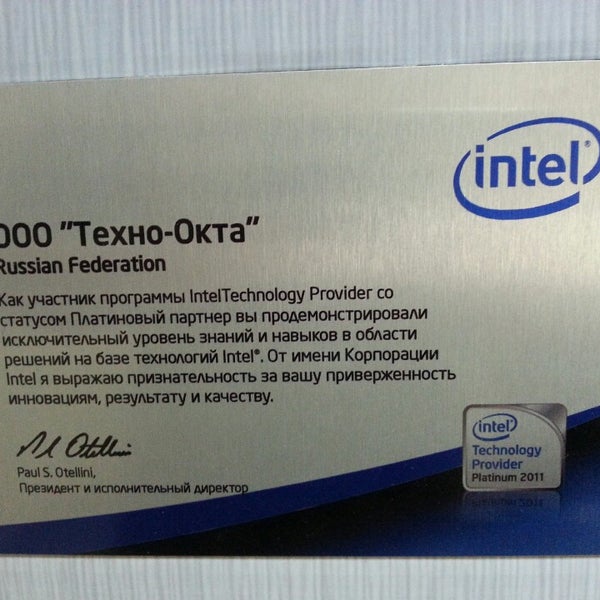 intel®
ООО "Техно-Окта"
Russian Federation
Как участник программы IntelTechnology Provider со
статусом Платиновый партнер вы продемонстрировали
исключительный уровень знаний и навыков в области
решений на базе технологий Intel®. От имени Корпорации
Intel я выражаю признательность за вашу приверженность
инновациям, результату и качеству.
Paul S. Otellini
Paul S. Otellini,
Президент и исполнительный директор
intel
Technology
Provider
Platinum 2011